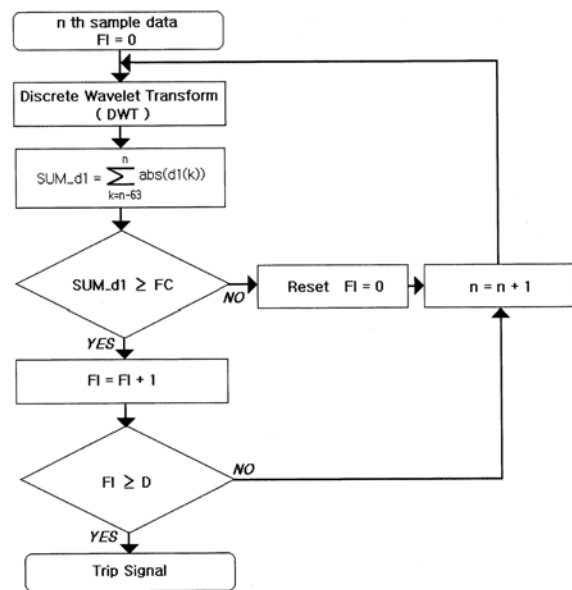 n th sample data
FI = 0
Discrete Wavelet Transform
( DWT )
SUM_d1 = n∑k=n-63 abs(d1(k))
SUM_d1 ≥ FC
NO
Reset FI = 0
n = n + 1
YES
FI = FI + 1
FI ≥ D
NO
YES
Trip Signal